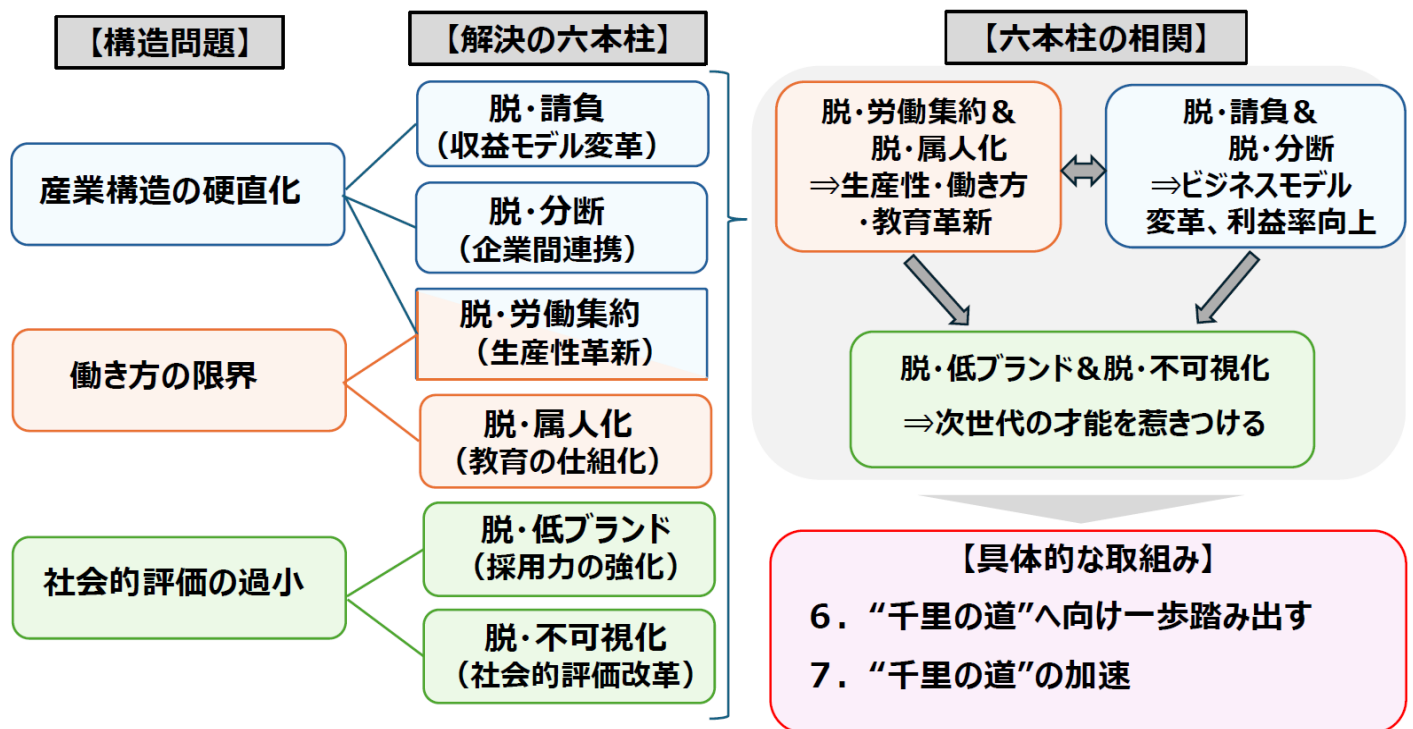 【構造問題】
産業構造の硬直化
働き方の限界
社会的評価の過小
【解決の六本柱】
脱・請負
（収益モデル変革）
脱・分断
（企業間連携）
脱・労働集約
（生産性革新）
脱・属人化
（教育の仕組化）
脱・低ブランド
（採用力の強化）
脱・不可視化
（社会的評価改革）
【六本柱の相関】
脱・労働集約＆
脱・属人化
⇒生産性・働き方
・教育革新
脱・請負＆
脱・分断
⇒ビジネスモデル
変革、利益率向上
脱・低ブランド＆脱・不可視化
⇒次世代の才能を惹きつける
【具体的な取組み】
６．“千里の道”へ向け一歩踏み出す
７．“千里の道”の加速